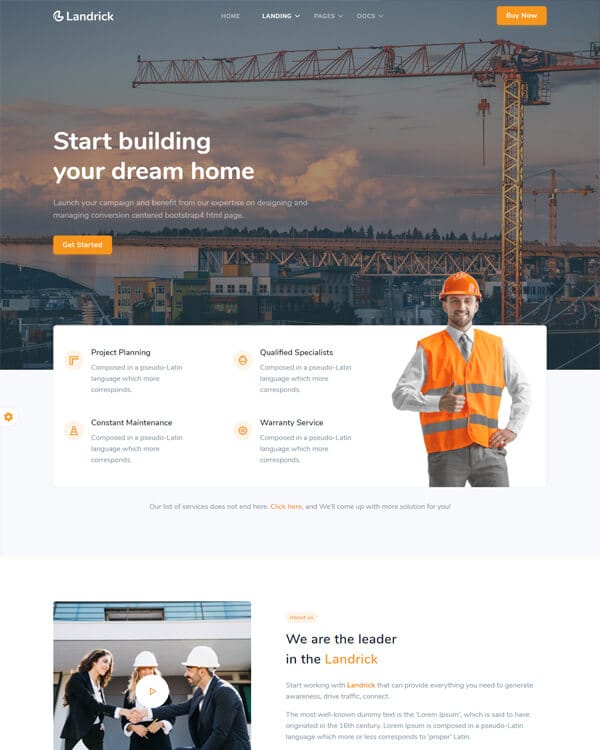 Landrick
HOME LANDING PAGES DOCS
Buy Now
Start building
your dream home
Launch your campaign and benefit from our expertise on designing and
managing conversion centered bootstrap4 html page.
Get Started
Project Planning
Composed in a pseudo-Latin
language which more
corresponds.
Qualified Specialists
Composed in a pseudo-Latin
language which more
corresponds.
Constant Maintenance
Composed in a pseudo-Latin
language which more
corresponds.
Warranty Service
Composed in a pseudo-Latin
language which more
corresponds.
Our list of services does not end here. Click here, and We'll come up with more solution for you!
About us
We are the leader
in the Landrick
Start working with Landrick that can provide everything you need to generate
awareness, drive traffic, connect.
The most well-known dummy text is the 'Lorem Ipsum', which is said to have
originated in the 16th century. Lorem Ipsum is composed in a pseudo-Latin
language which more or less corresponds to 'proper' Latin.